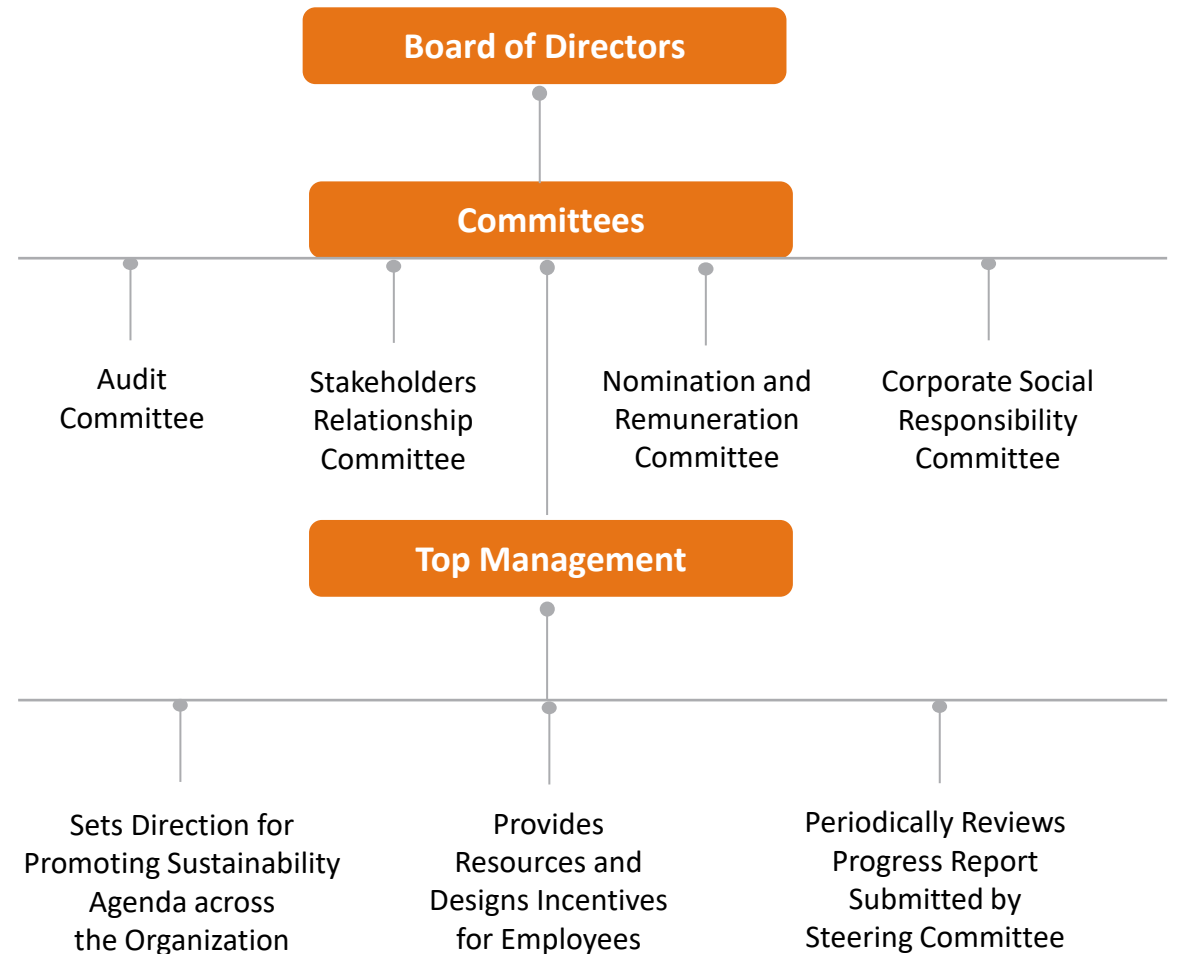 Board of Directors
Committees
Audit
Committee
Stakeholders
Relationship
Committee
Nomination and
Remuneration
Committee
Corporate Social
Responsibility
Committee
Top Management
Sets Direction for
Promoting Sustainability
Agenda across
the Organization
Provides
Resources and
Designs Incentives
for Employees
Periodically Reviews
Progress Report
Submitted by
Steering Committee